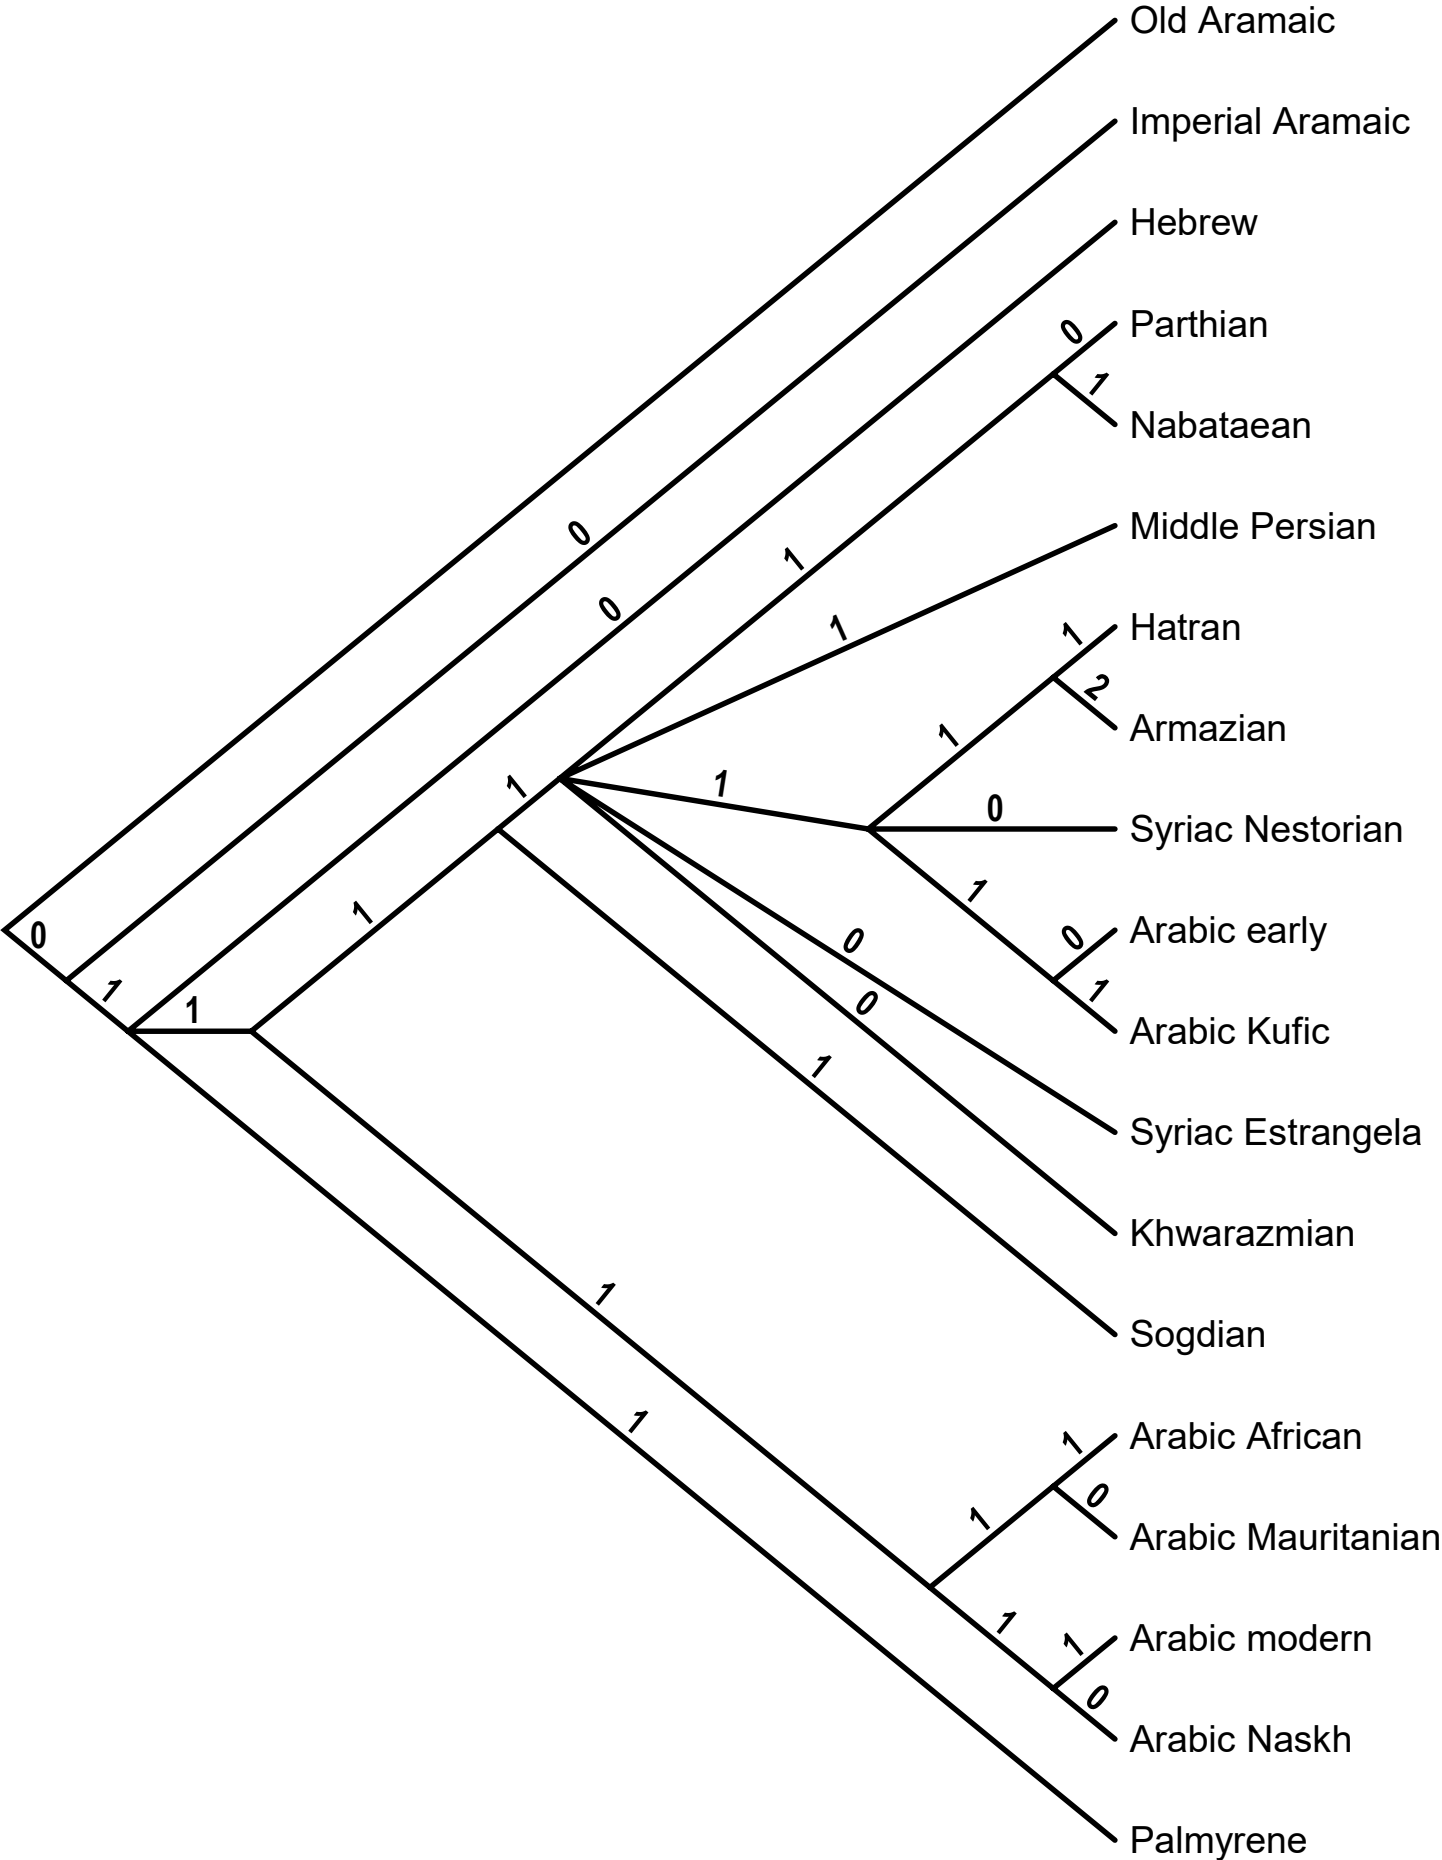 Old Aramaic
Imperial Aramaic
Hebrew
0
Parthian
1
Nabataean
0
Middle Persian
1
0
1
1
Hatran
2
Armazian
1
1
1
0
Syriac Nestorian
1
1
0
Arabic early
0
0
1
1
1
Arabic Kufic
0
1
Syriac Estrangela
Khwarazmian
1
Sogdian
1
1
Arabic African
0
1
Arabic Mauritanian
1
1
Arabic modern
0
Arabic Naskh
Palmyrene